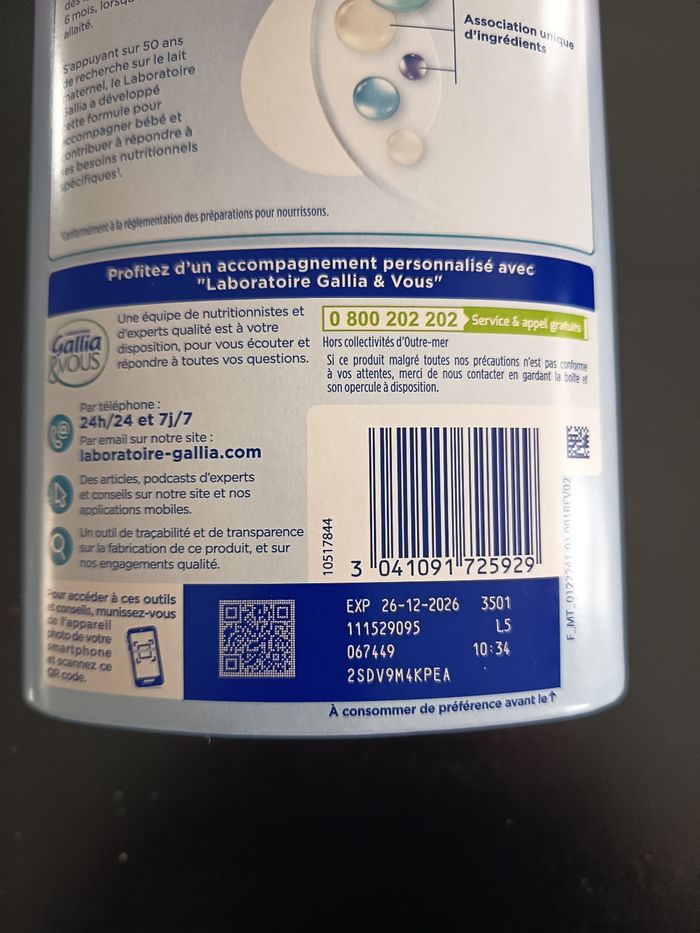 6 mois, lorsqu
allaité.
S'appuyant sur 50 ans
de recherche sur le lait
maternel, le Laboratoire
Gallia a développé
cette formule pour
accompagner bébé et
contribuer à répondre à
ses besoins nutritionnels
spécifiques¹.
Association unique
d'ingrédients
¹Conformément à la règlementation des préparations pour nourrissons.
Profitez d'un accompagnement personnalisé avec
"Laboratoire Gallia & Vous"
Gallia
&VOUS
Une équipe de nutritionnistes et
d'experts qualité est à votre
disposition, pour vous écouter et
répondre à toutes vos questions.
Par téléphone :
24h/24 et 7j/7
Par email sur notre site :
laboratoire-gallia.com
Des articles, podcasts d'experts
et conseils sur notre site et nos
applications mobiles.
Un outil de traçabilité et de transparence
sur la fabrication de ce produit, et sur
nos engagements qualité.
Pour accéder à ces outils
et conseils, munissez-vous
de l'appareil
photo de votre
smartphone
et scannez ce
QR code.
0 800 202 202 Service & appel gratuits
Hors collectivités d'Outre-mer
Si ce produit malgré toutes nos précautions n'est pas conforme
à vos attentes, merci de nous contacter en gardant la boîte et
son opercule à disposition.
10517844
3 041091 725929
EXP 26-12-2026 3501
111529095 L5
067449 10:34
2SDV9M4KPEA
À consommer de préférence avant le↑